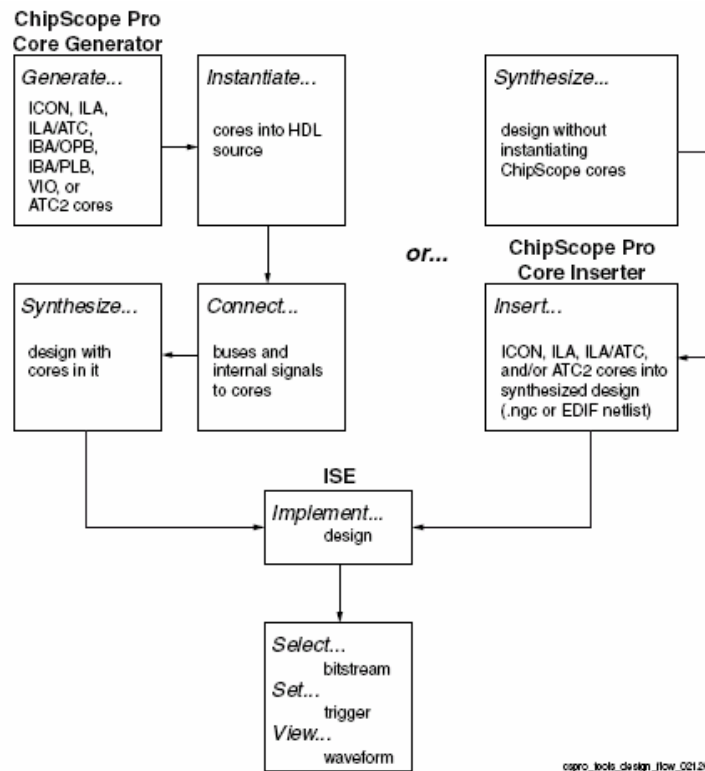 ChipScope Pro
Core Generator
Generate...
ICON, ILA,
ILA/ATC,
IBA/OPB,
IBA/PLB,
VIO, or
ATC2 cores
Instantiate...
cores into HDL
source
Synthesize...
design without
instantiating
ChipScope cores
or...
ChipScope Pro
Core Inserter
Synthesize...
design with
cores in it
Connect...
buses and
internal signals
to cores
Insert...
ICON, ILA, ILA/ATC,
and/or ATC2 cores into
synthesized design
(.ngc or EDIF netlist)
ISE
Implement...
design
Select...
bitstream
Set...
trigger
View...
waveform